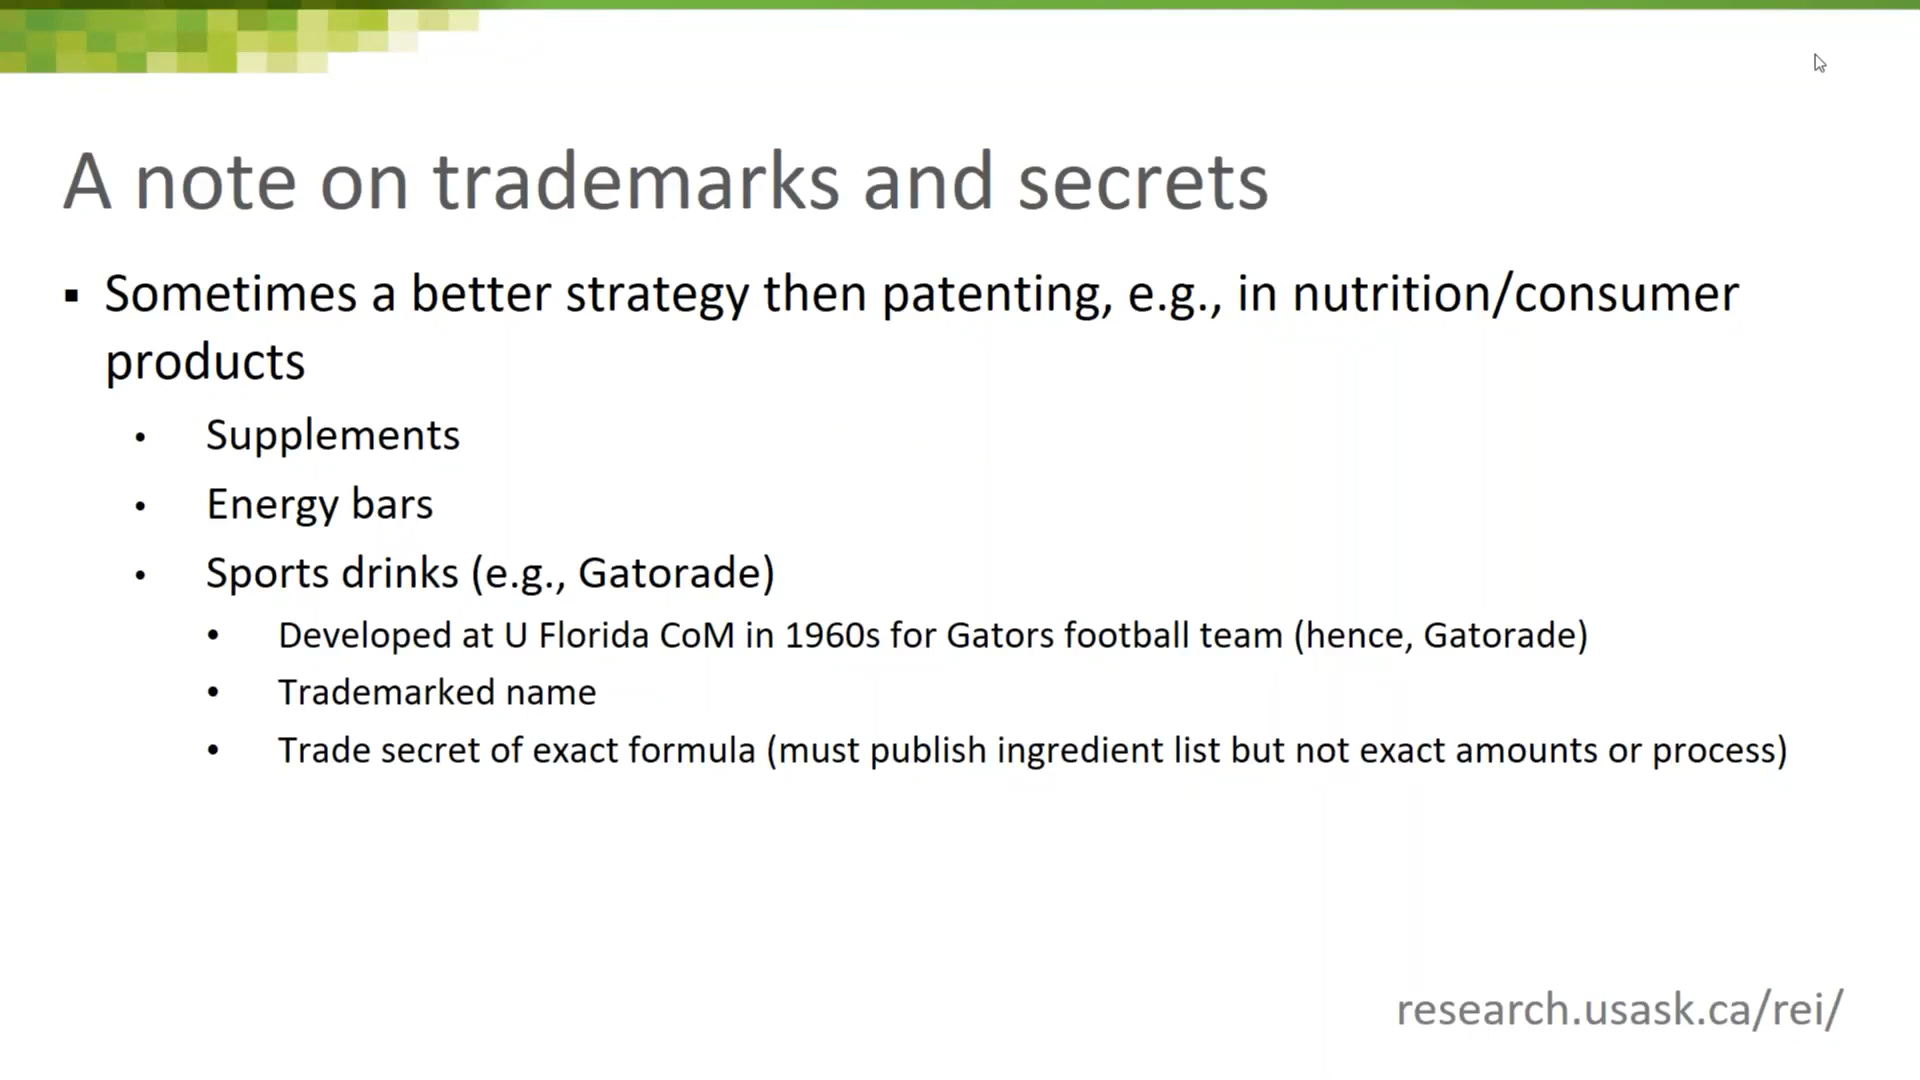 A note on trademarks and secrets
▪ Sometimes a better strategy then patenting, e.g., in nutrition/consumer
products
• Supplements
• Energy bars
• Sports drinks (e.g., Gatorade)
• Developed at U Florida CoM in 1960s for Gators football team (hence, Gatorade)
• Trademarked name
• Trade secret of exact formula (must publish ingredient list but not exact amounts or process)
research.usask.ca/rei/